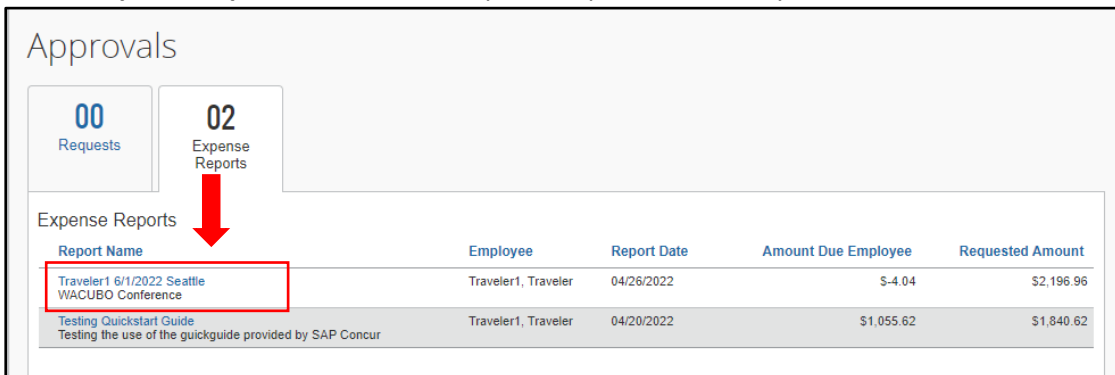 Approvals
00
Requests
02
Expense
Reports
Expense Reports
Report Name Employee Report Date Amount Due Employee Requested Amount
Traveler1 6/1/2022 Seattle Traveler1, Traveler 04/26/2022 $-4.04 $2,196.96
WACUBO Conference
Testing Quickstart Guide Traveler1, Traveler 04/20/2022 $1,055.62 $1,840.62
Testing the use of the guickguide provided by SAP Concur